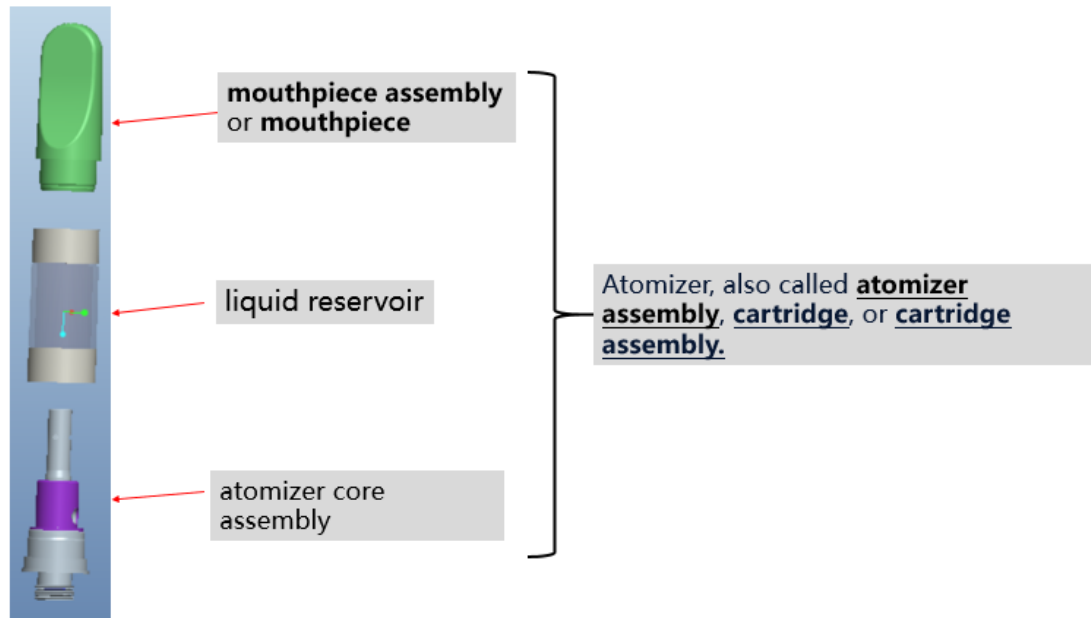 mouthpiece assembly
or mouthpiece
liquid reservoir
atomizer core
assembly
Atomizer, also called atomizer
assembly, cartridge, or cartridge
assembly.